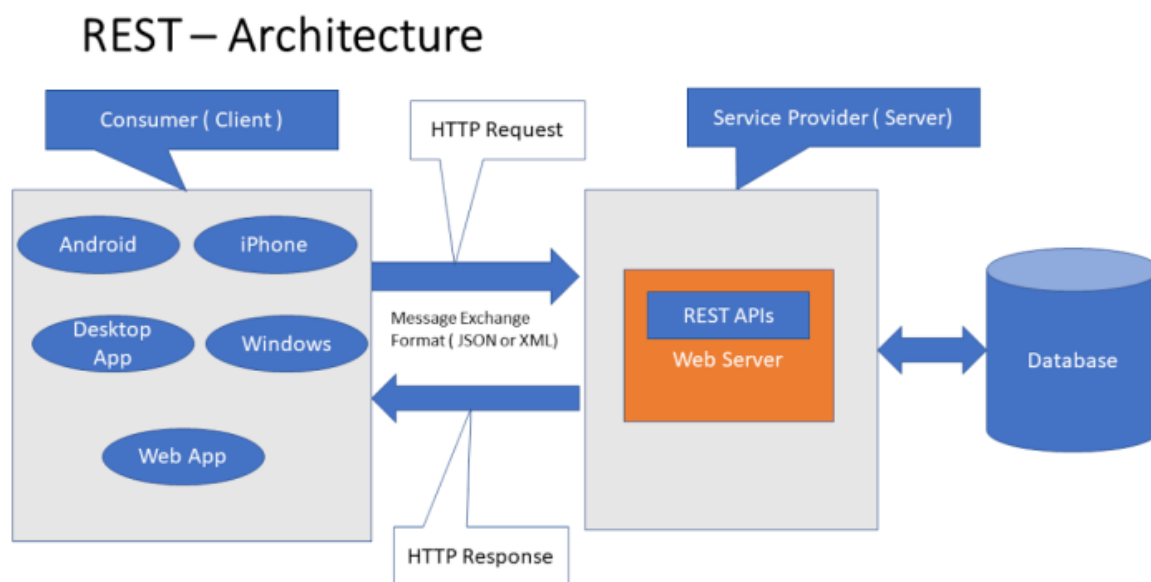 REST – Architecture
Consumer ( Client )
HTTP Request
Service Provider ( Server)
Android
iPhone
Desktop
App
Windows
Web App
Message Exchange
Format ( JSON or XML)
REST APIs
Web Server
Database
HTTP Response